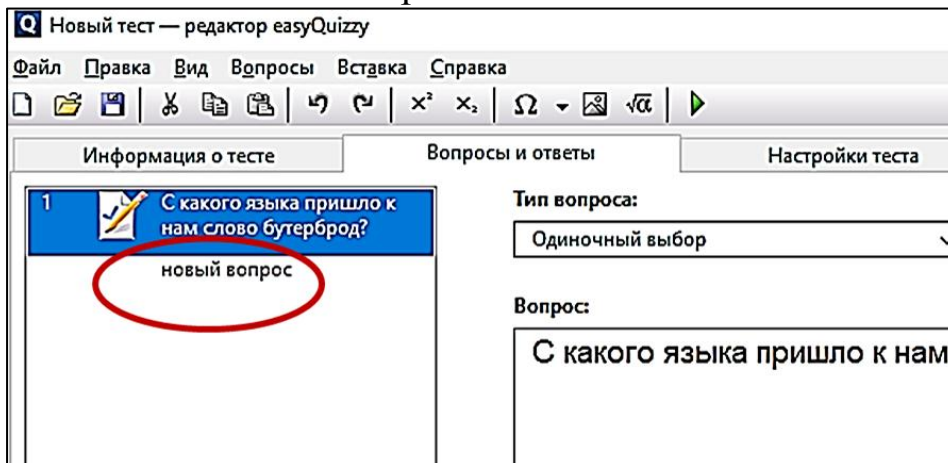 Новый тест — редактор easyQuizzy
Файл Правка Вид Вопросы Вставка Справка
Информация о тесте Вопросы и ответы Настройки теста
1 С какого языка пришло к
нам слово бутерброд?
новый вопрос
Тип вопроса:
Одиночный выбор
Вопрос:
С какого языка пришло к нам